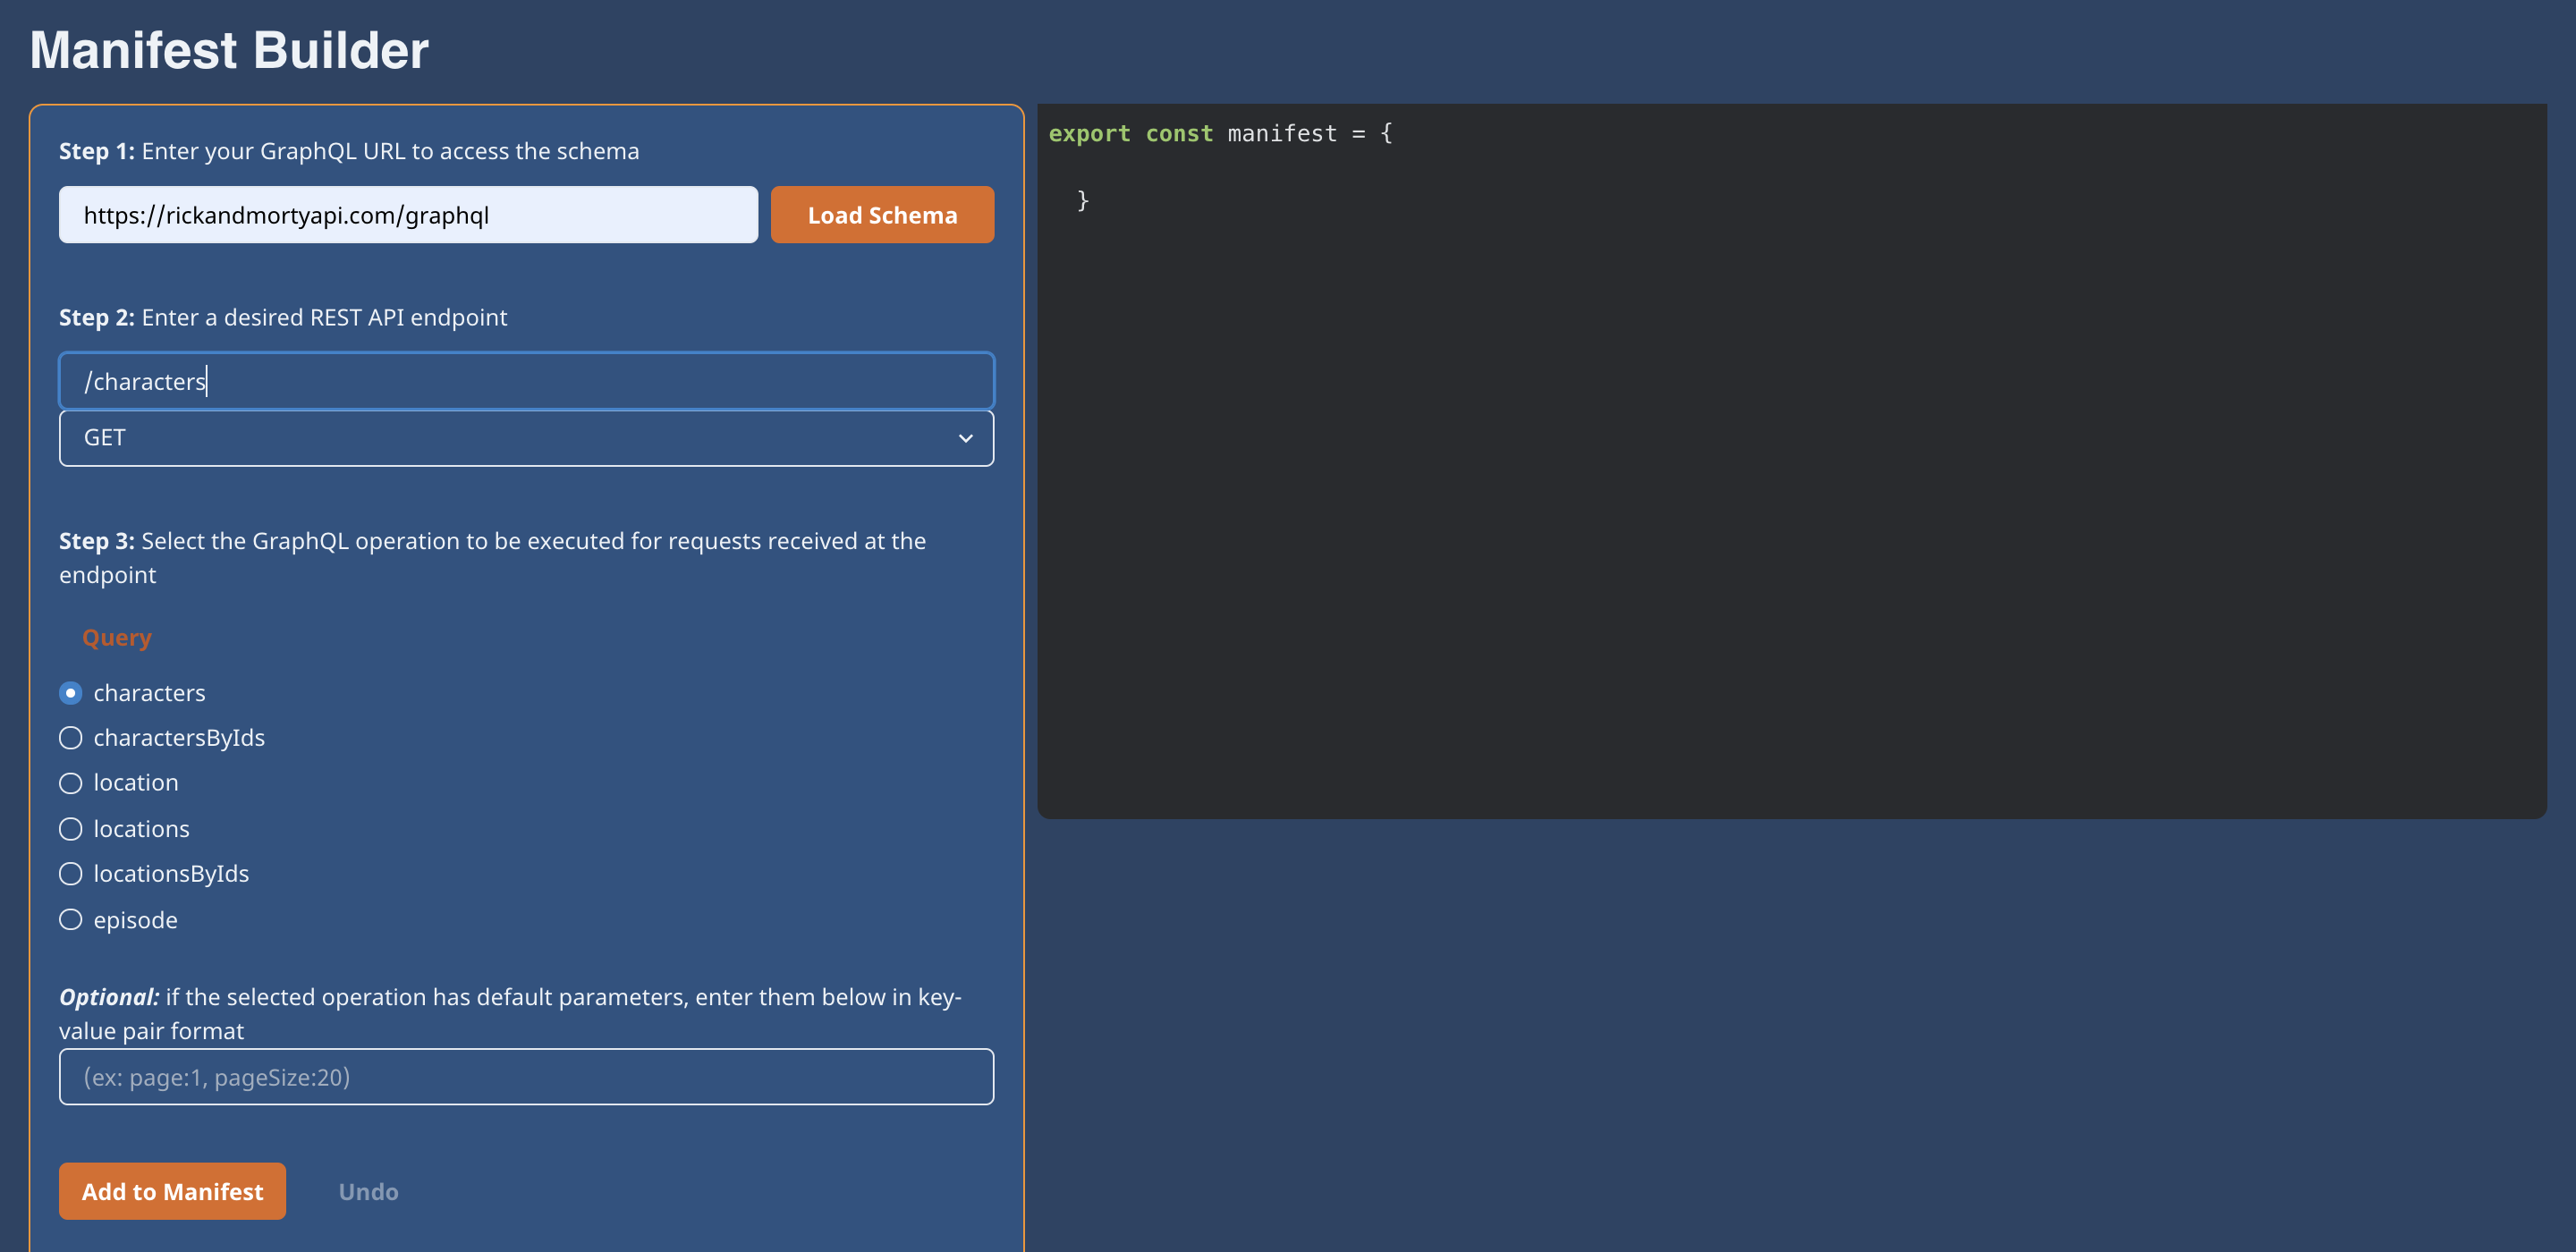 Manifest Builder
Step 1: Enter your GraphQL URL to access the schema
https://rickandmortyapi.com/graphql
Load Schema
Step 2: Enter a desired REST API endpoint
/characters
GET
Step 3: Select the GraphQL operation to be executed for requests received at the
endpoint
Query
characters
charactersByIds
location
locations
locationsByIds
episode
Optional: if the selected operation has default parameters, enter them below in key-
value pair format
(ex: page:1, pageSize:20)
Add to Manifest
Undo
export const manifest = {
}